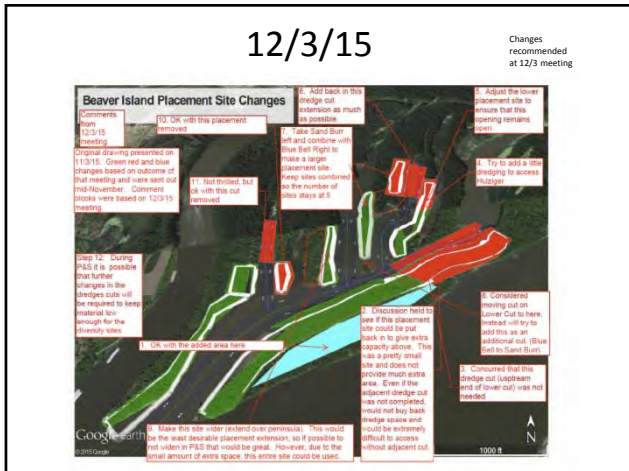 12/3/15
Changes
recommended
at 12/3 meeting
Beaver Island Placement Site Changes
Comments
from
12/3/15
meeting
10. OK with this placement
removed
6. Add back in this
dredge cut
extension as much
as possible.
5. Adjust the lower
placement site to
ensure that this
opening remains
open.
Original drawing presented on
11/3/15. Green red and blue
changes based on outcome of
that meeting and were sent out
mid-November. Comment
blocks were based on 12/3/15
meeting.
7. Take Sand Burr
left and combine with
Blue Bell Right to
make a larger
placement site.
Keep sites combined
so the number of
sites stays at 5
4. Try to add a little
dredging to access
Hulziger
11. Not thrilled, but
ok with this cut
removed
Step 12: During
P&S it is possible
that further
changes in the
dredges cuts will
be required to keep
material low
enough for the
diversity sites.
1. OK with the added area here
2. Discussion held to
see if this placement
site could be put
back in to give extra
capacity above. This
was a pretty small
site and does not
provide much extra
area. Even if the
adjacent dredge cut
was not completed,
would not buy back
dredge space and
would be extremely
difficult to access
without adjacent cut.
8. Considered
moving cut on
Lower Cut to here.
Instead will try to
add this as an
additional cut. (Blue
Bell to Sand Burr)
3. Concurred that this
dredge cut (uspstream
end of lower cut) was not
needed
9. Make this site wider (extend over peninsula). This would
be the least desirable placement extension, so if possible to
not widen in P&S that would be great. However, due to the
small amount of extra space, this entire site could be used.
Google earth
© 2015 Google
N
1000 ft